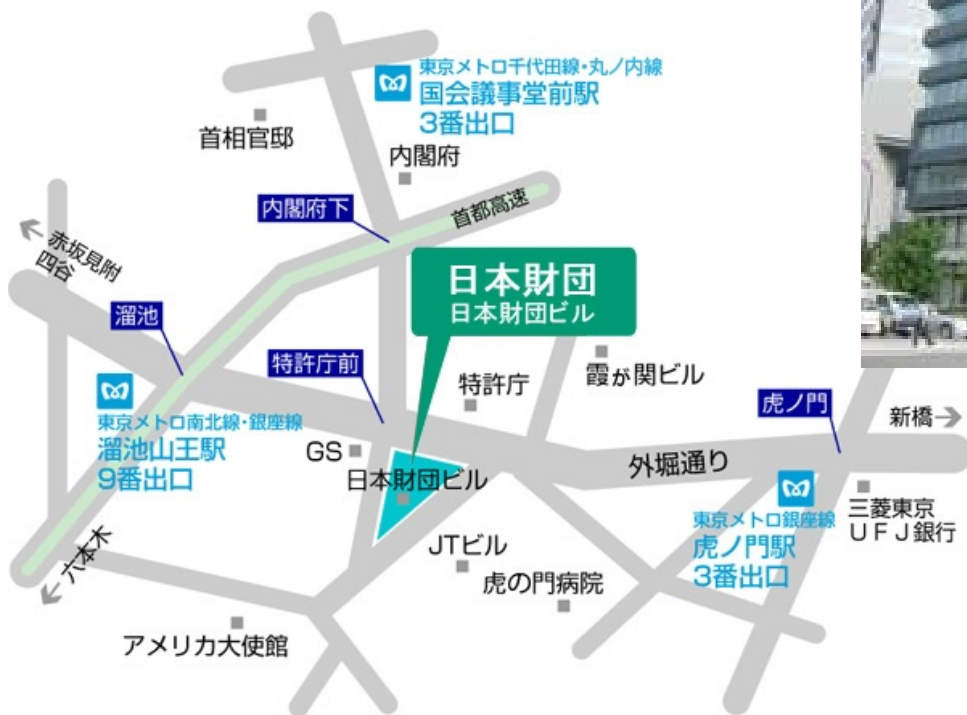 東京メトロ千代田線・丸ノ内線
国会議事堂前駅
3番出口
首相官邸
内閣府
内閣府下
首都高速
赤坂見附
四谷
日本財団
日本財団ビル
溜池
特許庁前
特許庁
霞が関ビル
虎ノ門
新橋
東京メトロ南北線・銀座線
溜池山王駅
9番出口
GS
日本財団ビル
外堀通り
三菱東京
UFJ銀行
東京メトロ銀座線
虎ノ門駅
3番出口
六本木
JTビル
虎の門病院
アメリカ大使館